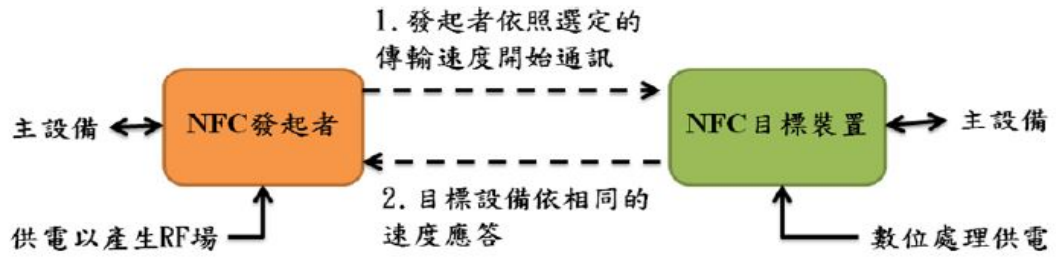 1.發起者依照選定的
傳輸速度開始通訊
主設備
NFC發起者
NFC目標裝置
主設備
2.目標設備依相同的
速度應答
供電以產生RF場
數位處理供電